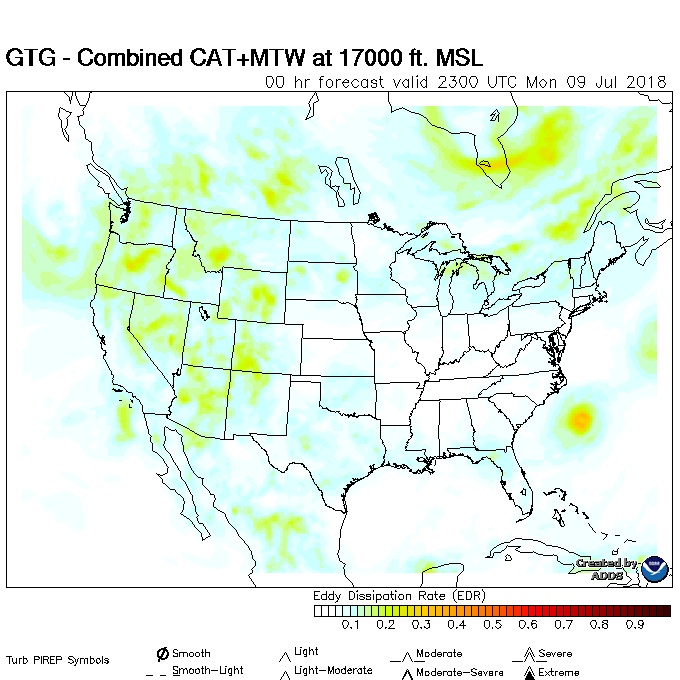 GTG - Combined CAT+MTW at 17000 ft. MSL
00 hr forecast valid 2300 UTC Mon 09 Jul 2018
Created by
ADDS
Eddy Dissipation Rate (EDR)
0.1 0.2 0.3 0.4 0.5 0.6 0.7 0.8 0.9
Turb PIREP Symbols
Smooth Light Moderate Severe
Smooth-Light Light-Moderate Moderate-Severe Extreme